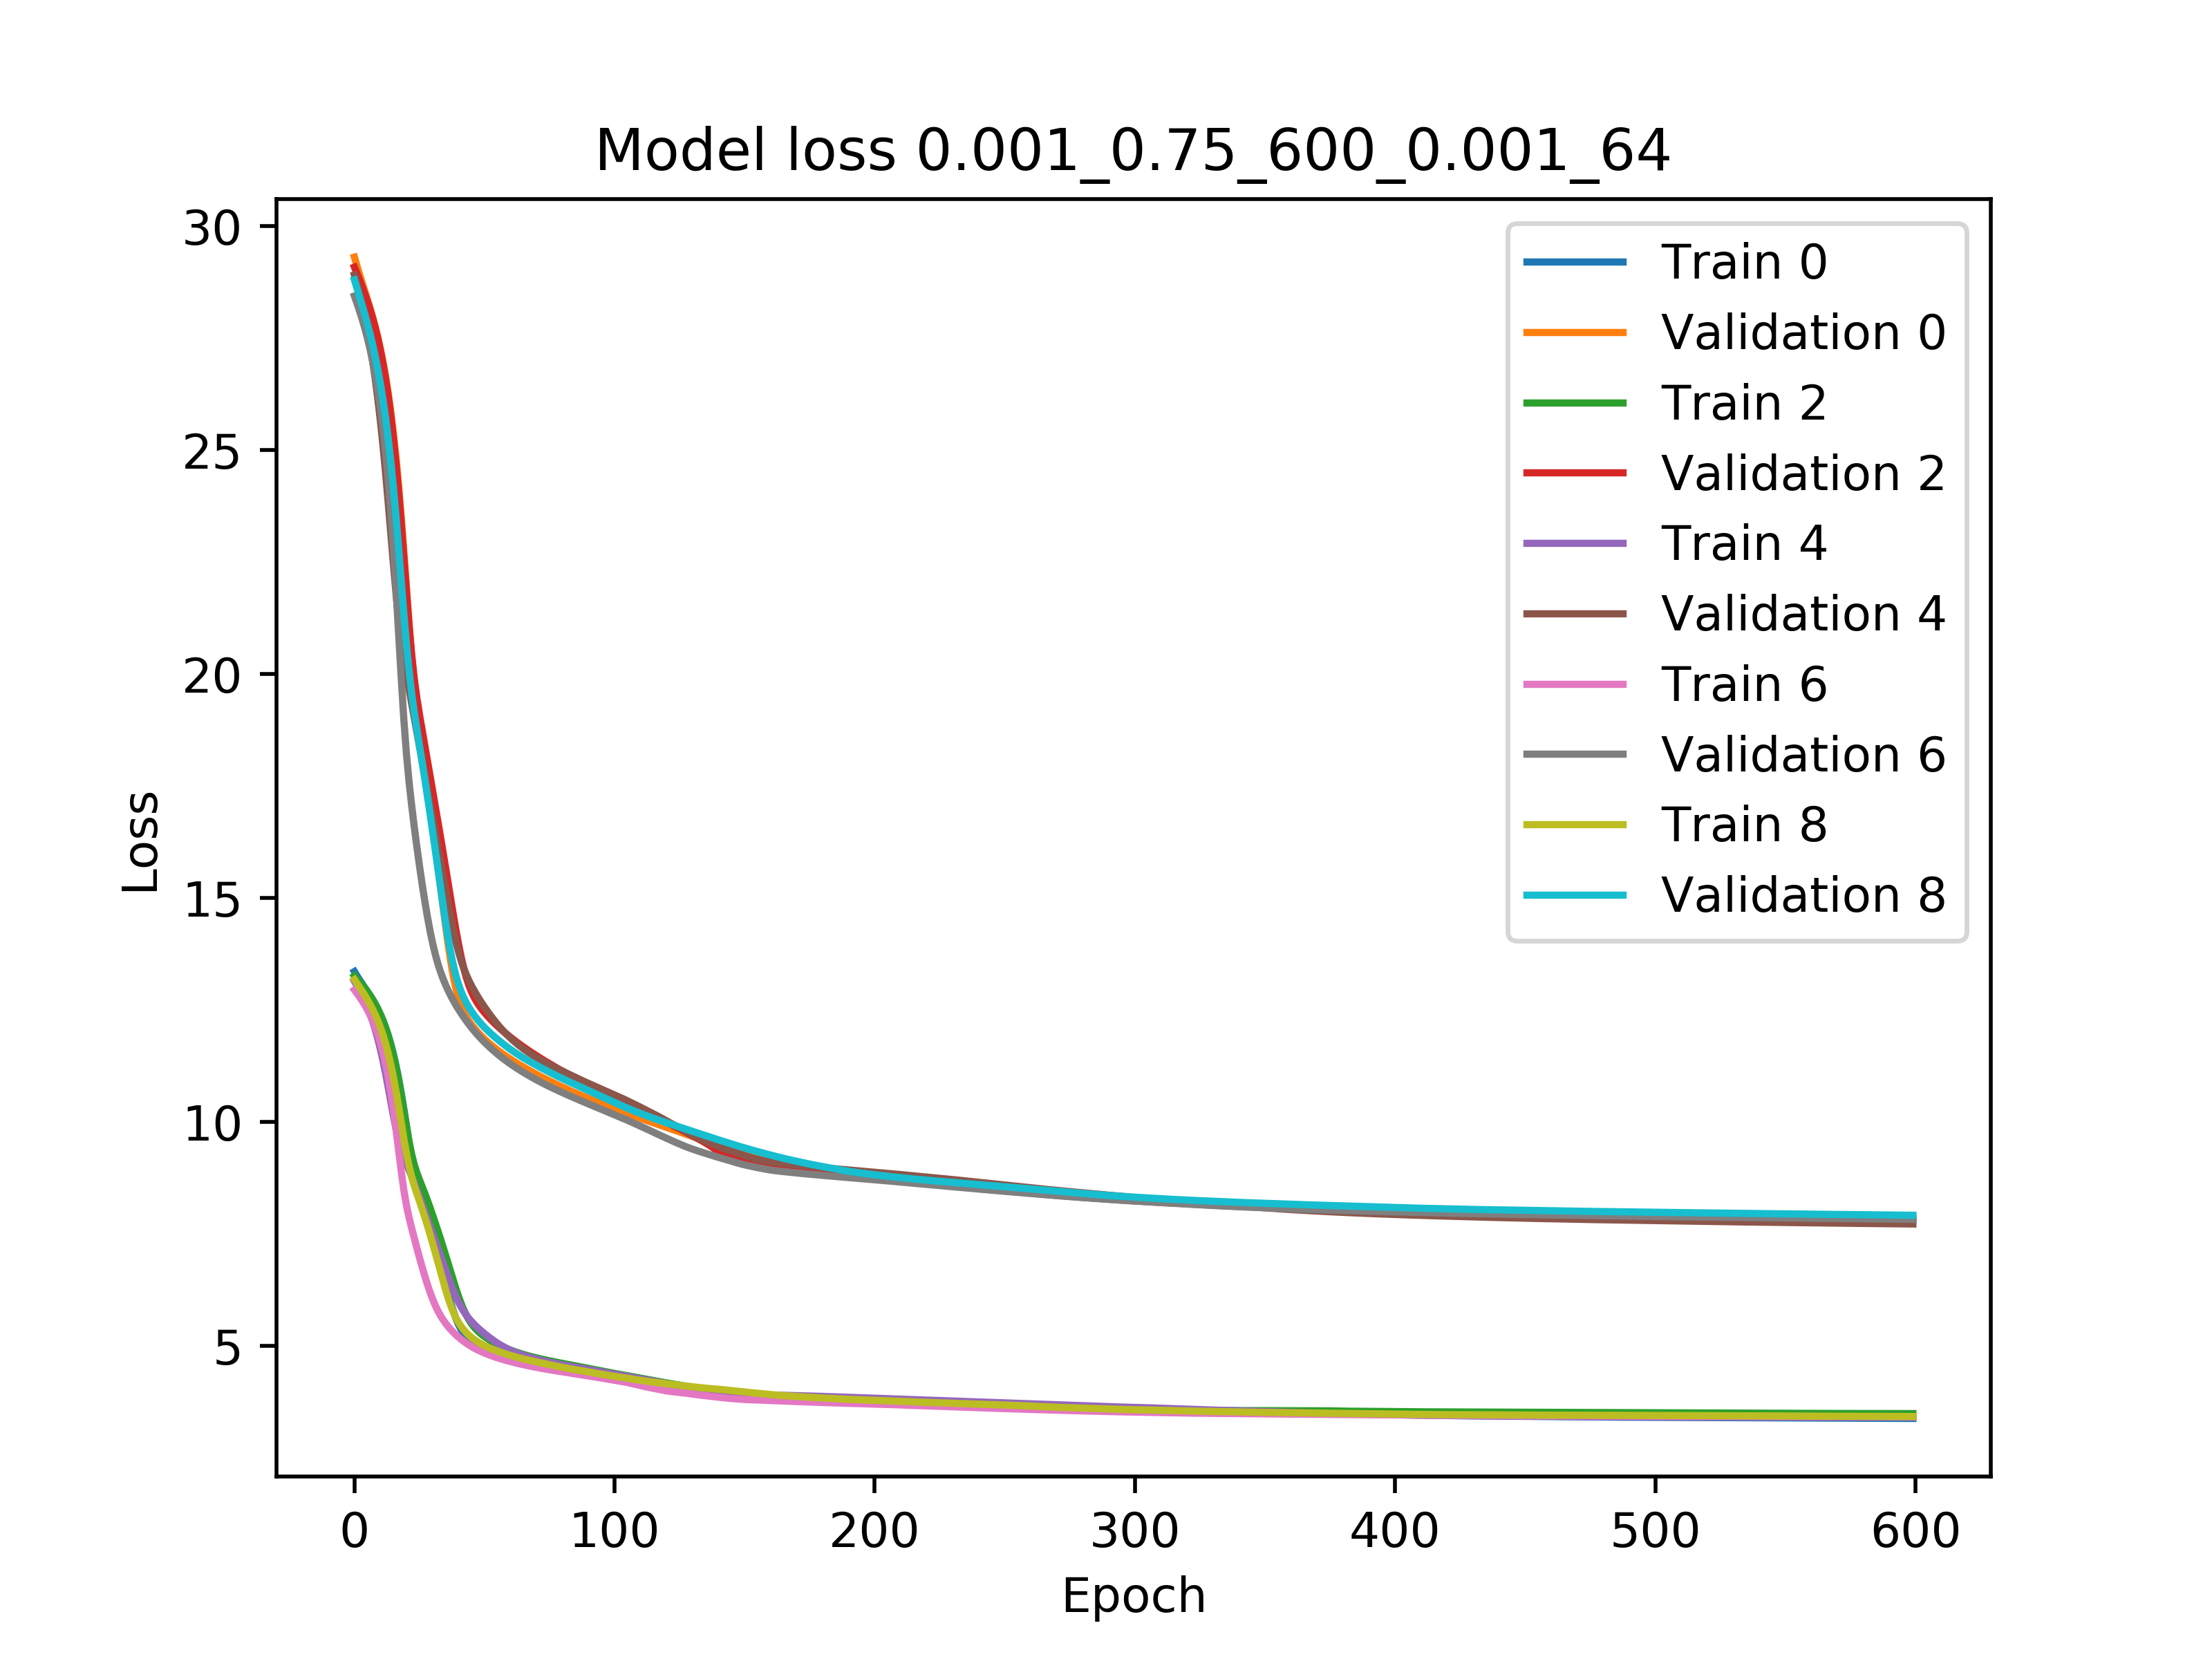 Model loss 0.001_0.75_600_0.001_64
30
25
20
15
10
5
Loss
Train 0
Validation 0
Train 2
Validation 2
Train 4
Validation 4
Train 6
Validation 6
Train 8
Validation 8
0 100 200 300 400 500 600
Epoch